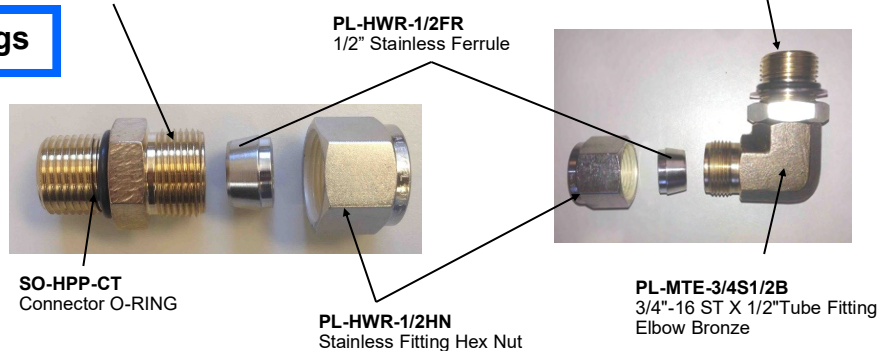 gs
PL-HWR-1/2FR
1/2” Stainless Ferrule
SO-HPP-CT
Connector O-RING
PL-HWR-1/2HN
Stainless Fitting Hex Nut
PL-MTE-3/4S1/2B
3/4"-16 ST X 1/2"Tube Fitting
Elbow Bronze